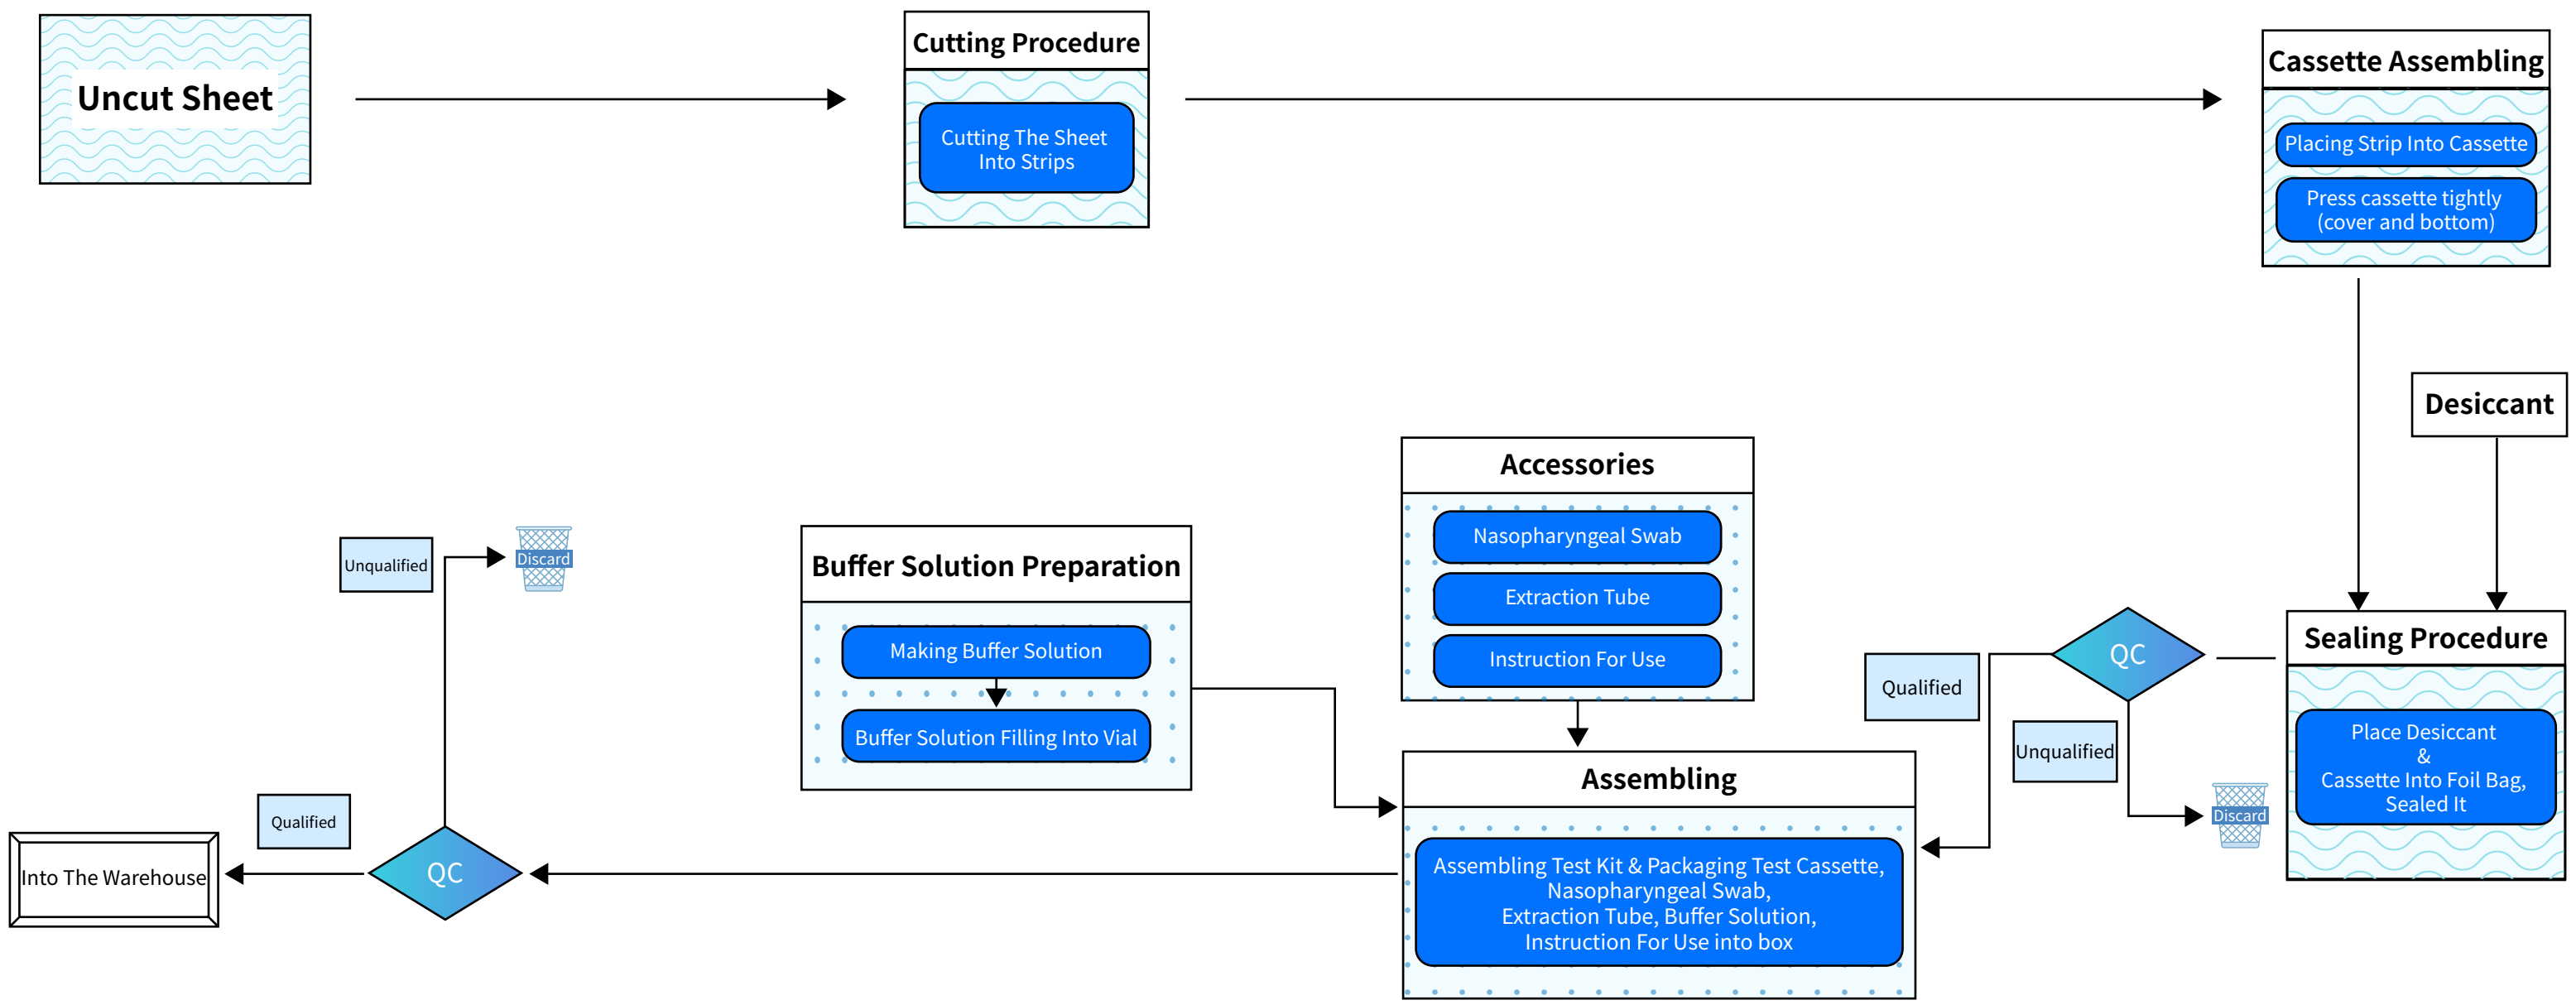 Uncut Sheet
Cutting Procedure
Cutting The Sheet
Into Strips
Cassette Assembling
Placing Strip Into Cassette
Press cassette tightly
(cover and bottom)
Desiccant
Sealing Procedure
Place Desiccant
&
Cassette Into Foil Bag,
Sealed It
QC
Qualified
Unqualified
Discard
Accessories
Nasopharyngeal Swab
Extraction Tube
Instruction For Use
Buffer Solution Preparation
Making Buffer Solution
Buffer Solution Filling Into Vial
Assembling
Assembling Test Kit & Packaging Test Cassette,
Nasopharyngeal Swab,
Extraction Tube, Buffer Solution,
Instruction For Use into box
QC
Unqualified
Discard
Qualified
Into The Warehouse